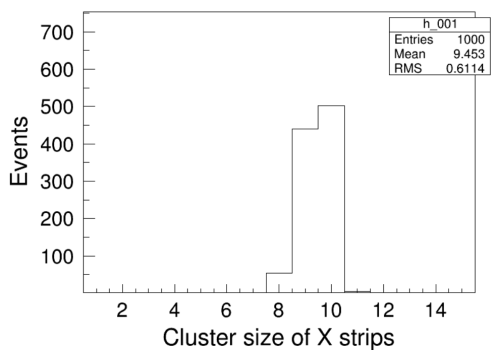 h_001
Entries 1000
Mean 9.453
RMS 0.6114
700
600
500
400
300
200
100
Events
2 4 6 8 10 12 14
Cluster size of X strips